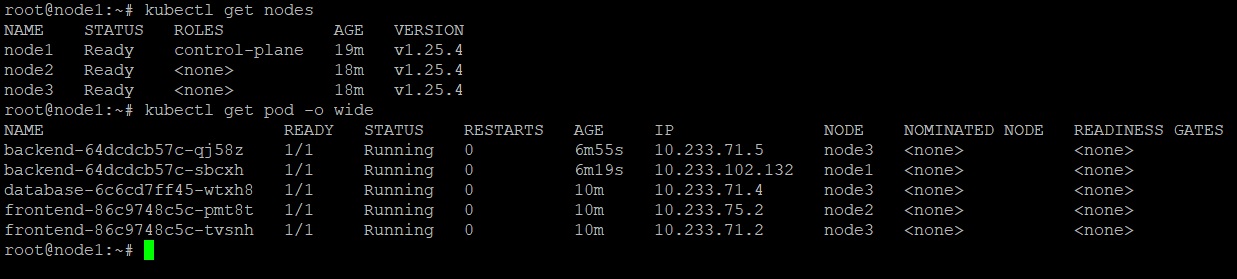 root@node1:~# kubectl get nodes
NAME    STATUS   ROLES           AGE   VERSION
node1   Ready    control-plane   19m   v1.25.4
node2   Ready    <none>          18m   v1.25.4
node3   Ready    <none>          18m   v1.25.4
root@node1:~# kubectl get pod -o wide
NAME                        READY   STATUS    RESTARTS   AGE     IP               NODE    NOMINATED NODE   READINESS GATES
backend-64dcdcb57c-qj58z    1/1     Running   0          6m55s   10.233.71.5      node3   <none>           <none>
backend-64dcdcb57c-sbcxh    1/1     Running   0          6m19s   10.233.102.132   node1   <none>           <none>
database-6c6cd7ff45-wtxh8   1/1     Running   0          10m     10.233.71.4      node3   <none>           <none>
frontend-86c9748c5c-pmt8t   1/1     Running   0          10m     10.233.75.2      node2   <none>           <none>
frontend-86c9748c5c-tvsnh   1/1     Running   0          10m     10.233.71.2      node3   <none>           <none>
root@node1:~#